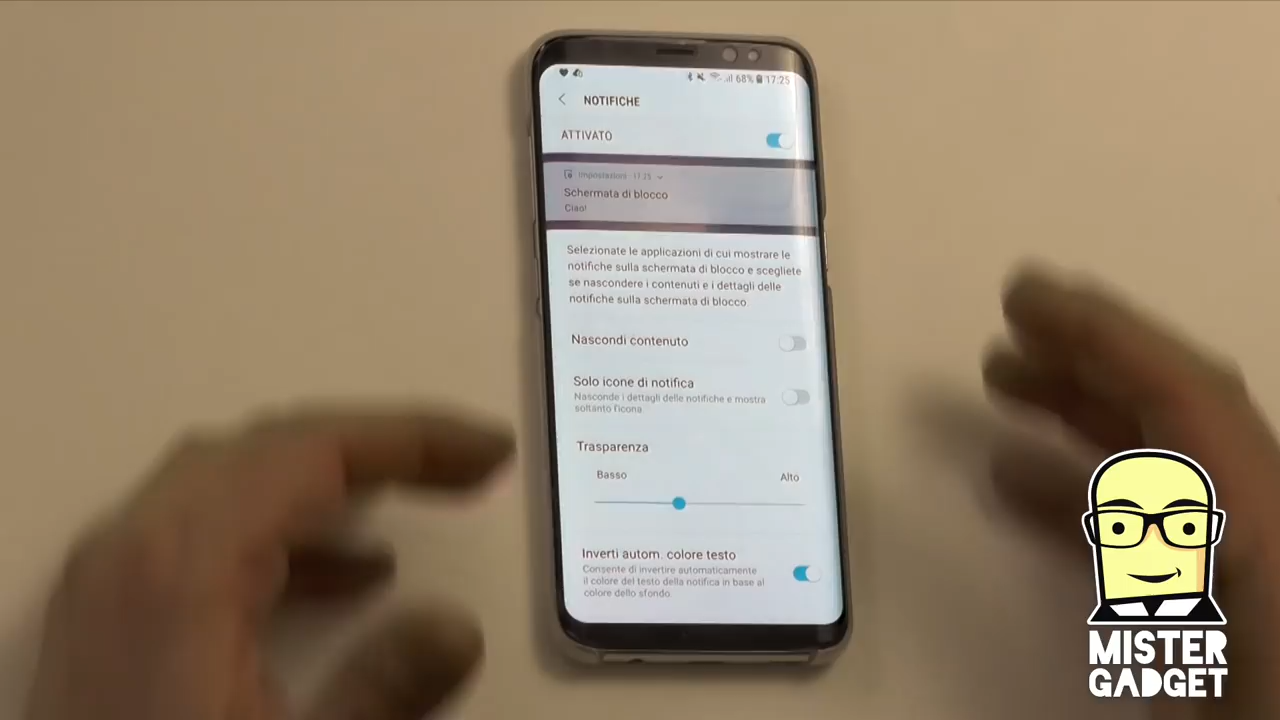 68% 17:25
NOTIFICHE
ATTIVATO
Impostazioni · 17:25
Schermata di blocco
Ciao!
Selezionate le applicazioni di cui mostrare le
notifiche sulla schermata di blocco e scegliete
se nascondere i contenuti e i dettagli delle
notifiche sulla schermata di blocco.
Nascondi contenuto
Solo icone di notifica
Nasconde i dettagli delle notifiche e mostra
soltanto l'icona.
Trasparenza
Basso
Alto
Inverti autom. colore testo
Consente di invertire automaticamente
il colore del testo della notifica in base al
colore dello sfondo.
MISTER
GADGET